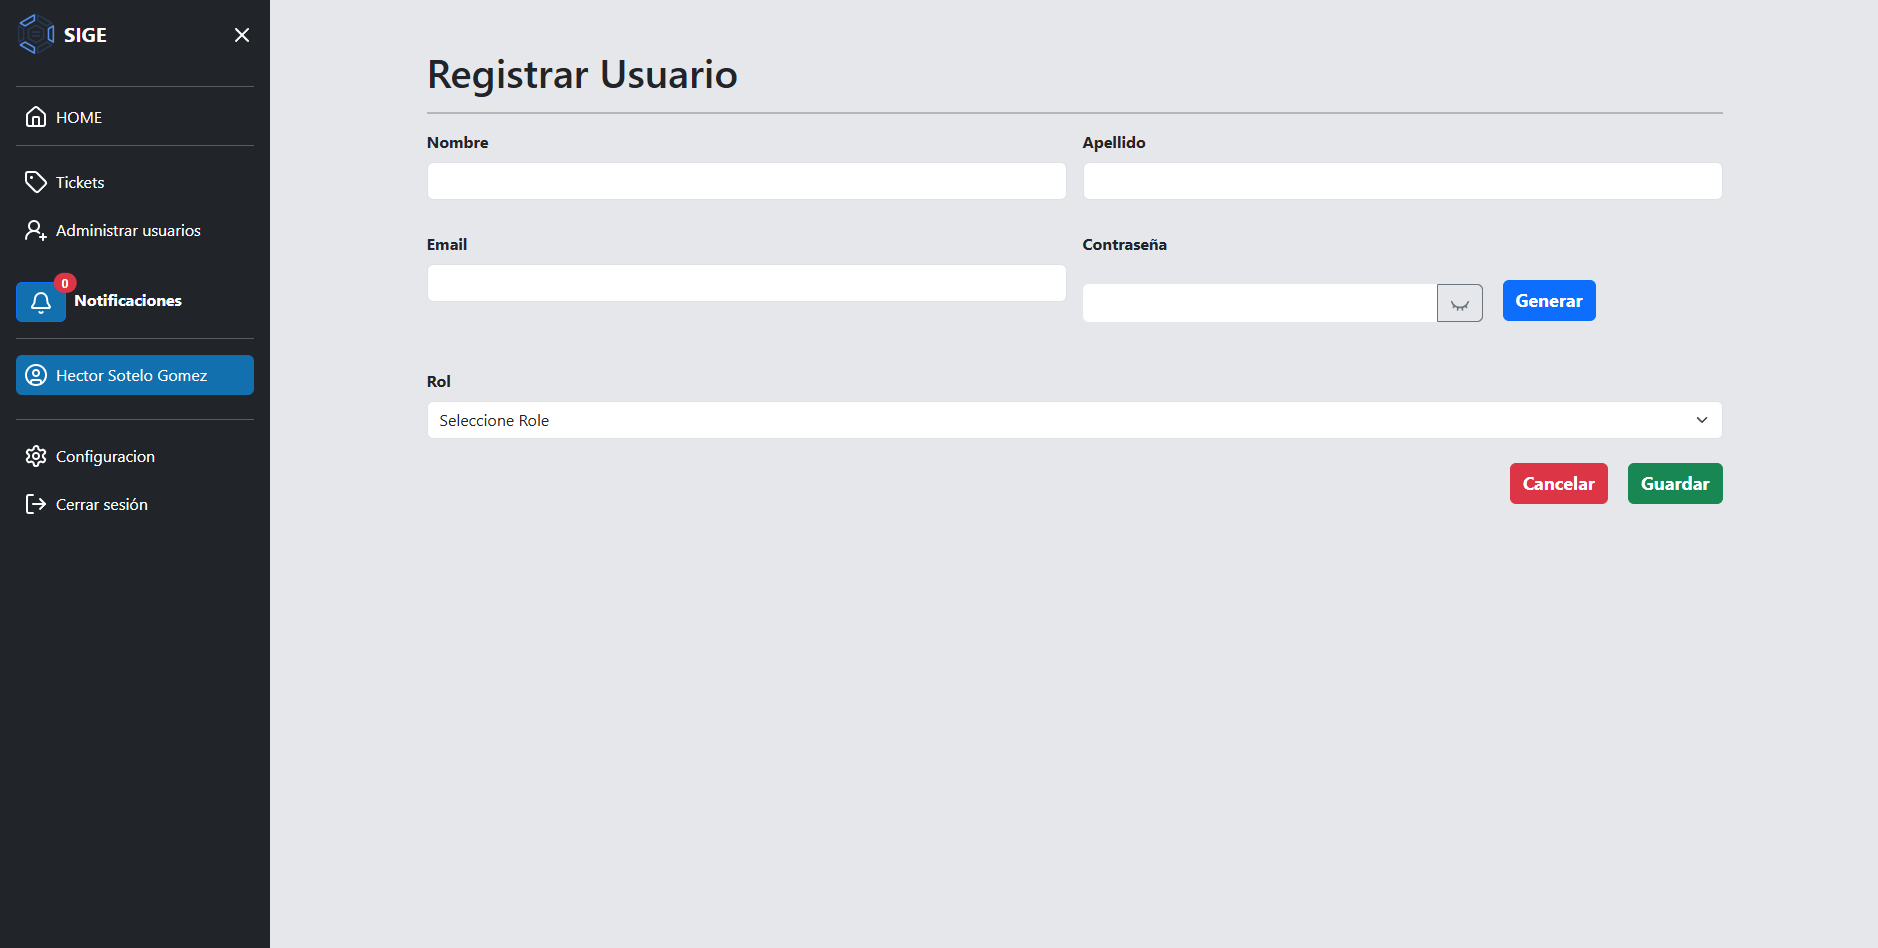 SIGE
HOME
Tickets
Administrar usuarios
0
Notificaciones
Hector Sotelo Gomez
Configuracion
Cerrar sesión
Registrar Usuario
Nombre
Apellido
Email
Contraseña
Generar
Rol
Seleccione Role
Cancelar
Guardar